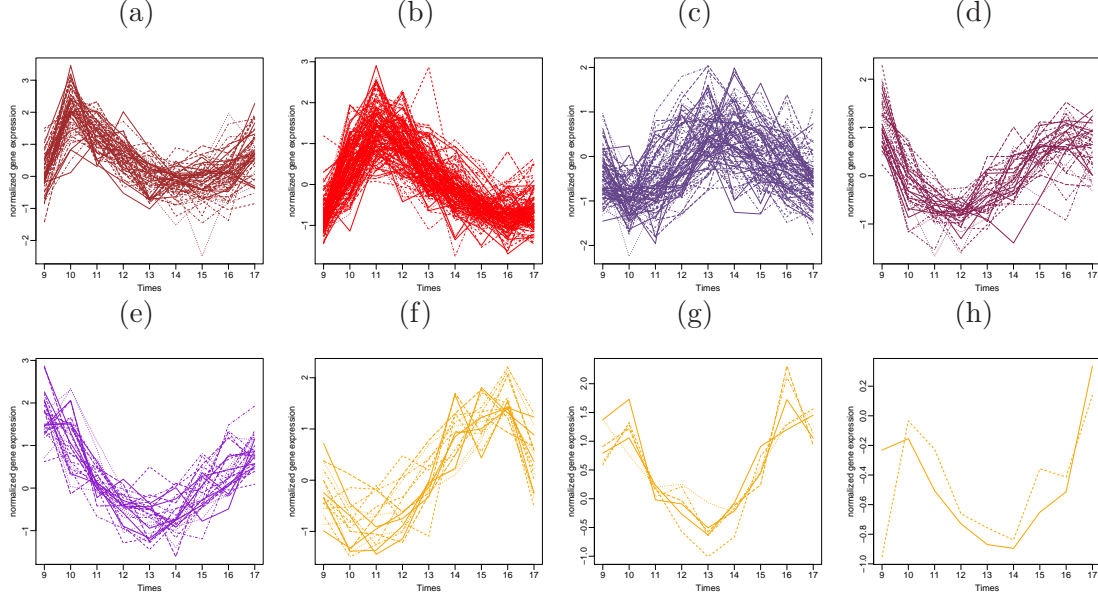 (a) (b) (c) (d)
normalized gene expression normalized gene expression normalized gene expression normalized gene expression
3 2 1 0 −1 −2
3 2 1 0 −1
2 1 0 −1 −2
2 1 0 −1
9 10 11 12 13 14 15 16 17 9 10 11 12 13 14 15 16 17 9 10 11 12 13 14 15 16 17 9 10 11 12 13 14 15 16 17
Times Times Times Times
(e) (f) (g) (h)
normalized gene expression normalized gene expression normalized gene expression normalized gene expression
3 2 1 0 −1
2 1 0 −1
2.0 1.5 1.0 0.5 0.0 −0.5 −1.0
0.2 0.0 −0.2 −0.4 −0.6 −0.8 −1.0
9 10 11 12 13 14 15 16 17 9 10 11 12 13 14 15 16 17 9 10 11 12 13 14 15 16 17 9 10 11 12 13 14 15 16 17
Times Times Times Times